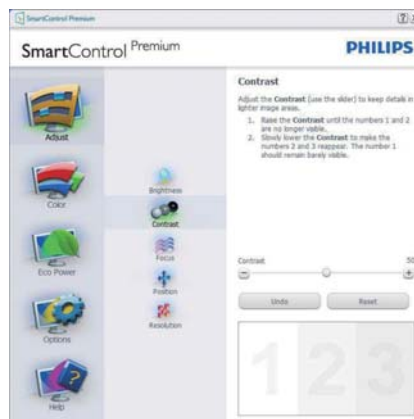 SmartControl Premium
SmartControl Premium
PHILIPS
Adjust
Color
Eco Power
Options
Help
Brightness
Contrast
Focus
Position
Resolution
Contrast
Adjust the Contrast (use the slider) to keep details in
lighter image areas.
1. Raise the Contrast until the numbers 1 and 2
are no longer visible.
2. Slowly lower the Contrast to make the
numbers 2 and 3 reappear. The number 1
should remain barely visible.
Contrast
50
Undo
Reset
1 2 3